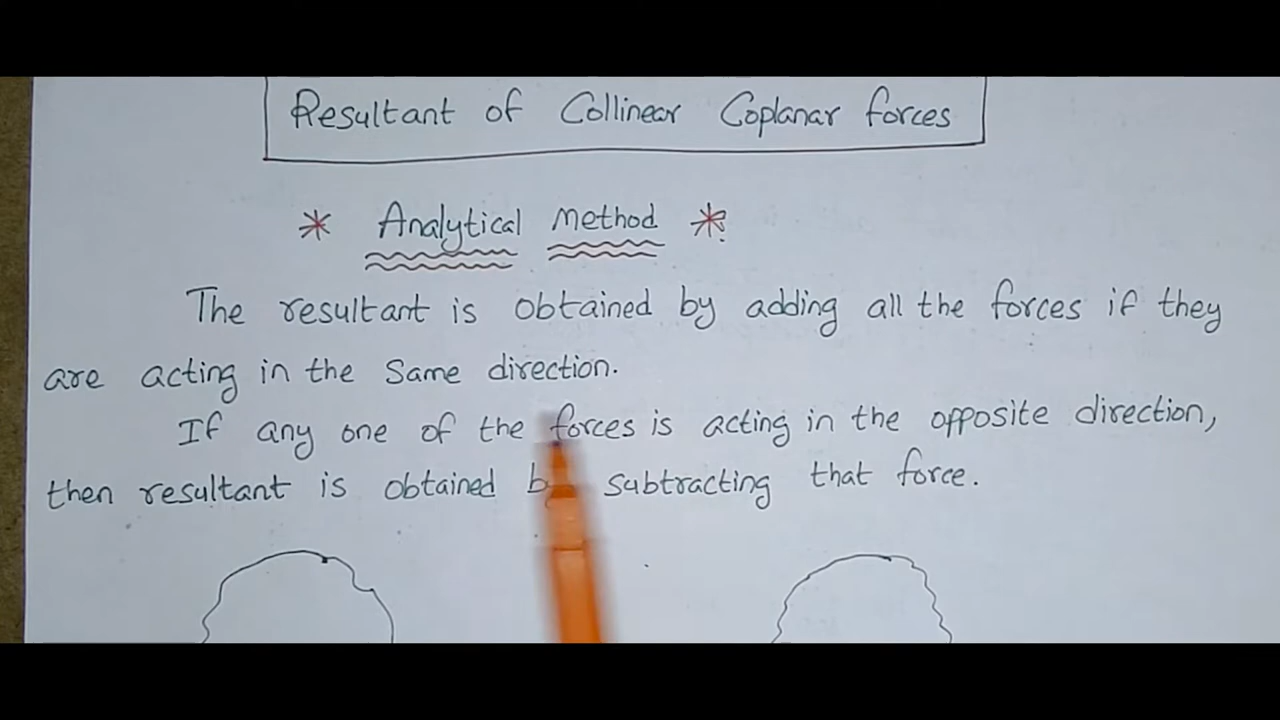 Resultant of Collinear Coplanar forces
* Analytical Method *
The resultant is obtained by adding all the forces if they
are acting in the same direction.
If any one of the forces is acting in the opposite direction,
then resultant is obtained by subtracting that force.